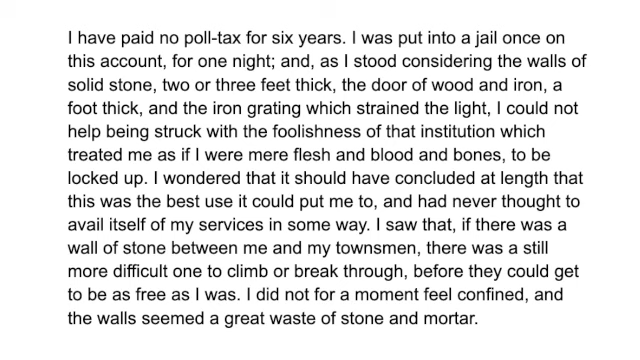 I have paid no poll-tax for six years. I was put into a jail once on
this account, for one night; and, as I stood considering the walls of
solid stone, two or three feet thick, the door of wood and iron, a
foot thick, and the iron grating which strained the light, I could not
help being struck with the foolishness of that institution which
treated me as if I were mere flesh and blood and bones, to be
locked up. I wondered that it should have concluded at length that
this was the best use it could put me to, and had never thought to
avail itself of my services in some way. I saw that, if there was a
wall of stone between me and my townsmen, there was a still
more difficult one to climb or break through, before they could get
to be as free as I was. I did not for a moment feel confined, and
the walls seemed a great waste of stone and mortar.